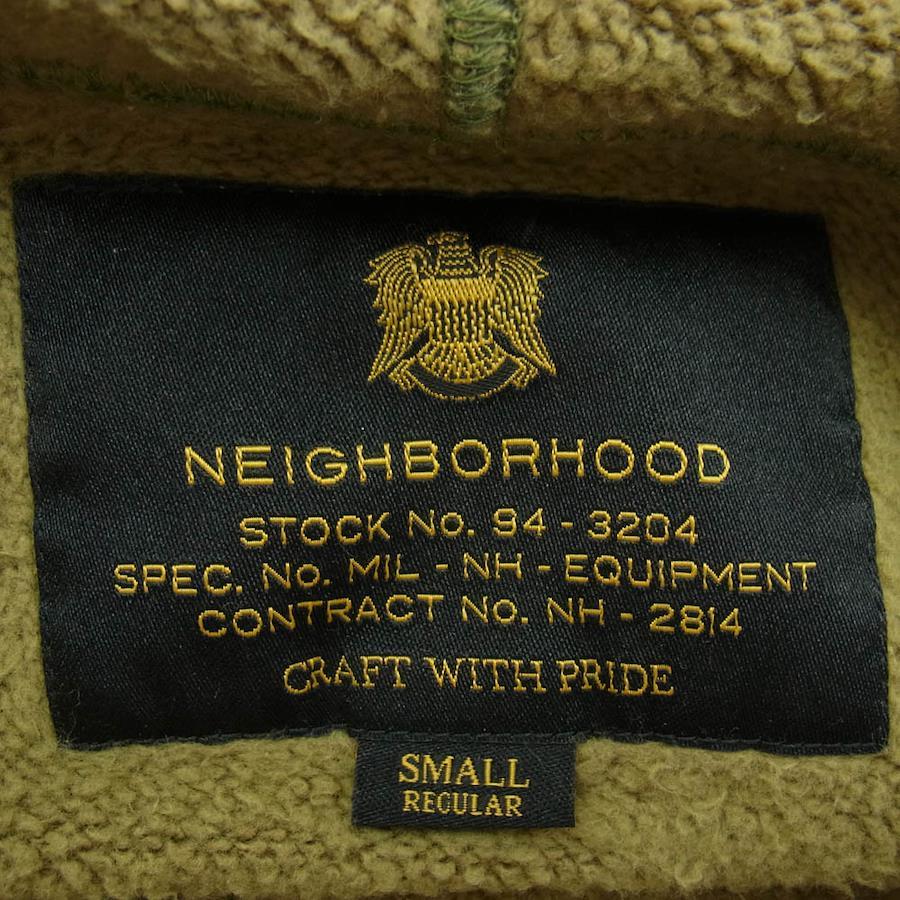 NEIGHBORHOOD
STOCK No. 94 - 3204
SPEC. No. MIL - NH - EQUIPMENT
CONTRACT No. NH - 2814
CRAFT WITH PRIDE
SMALL
REGULAR